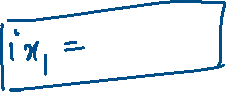 i x₁ =